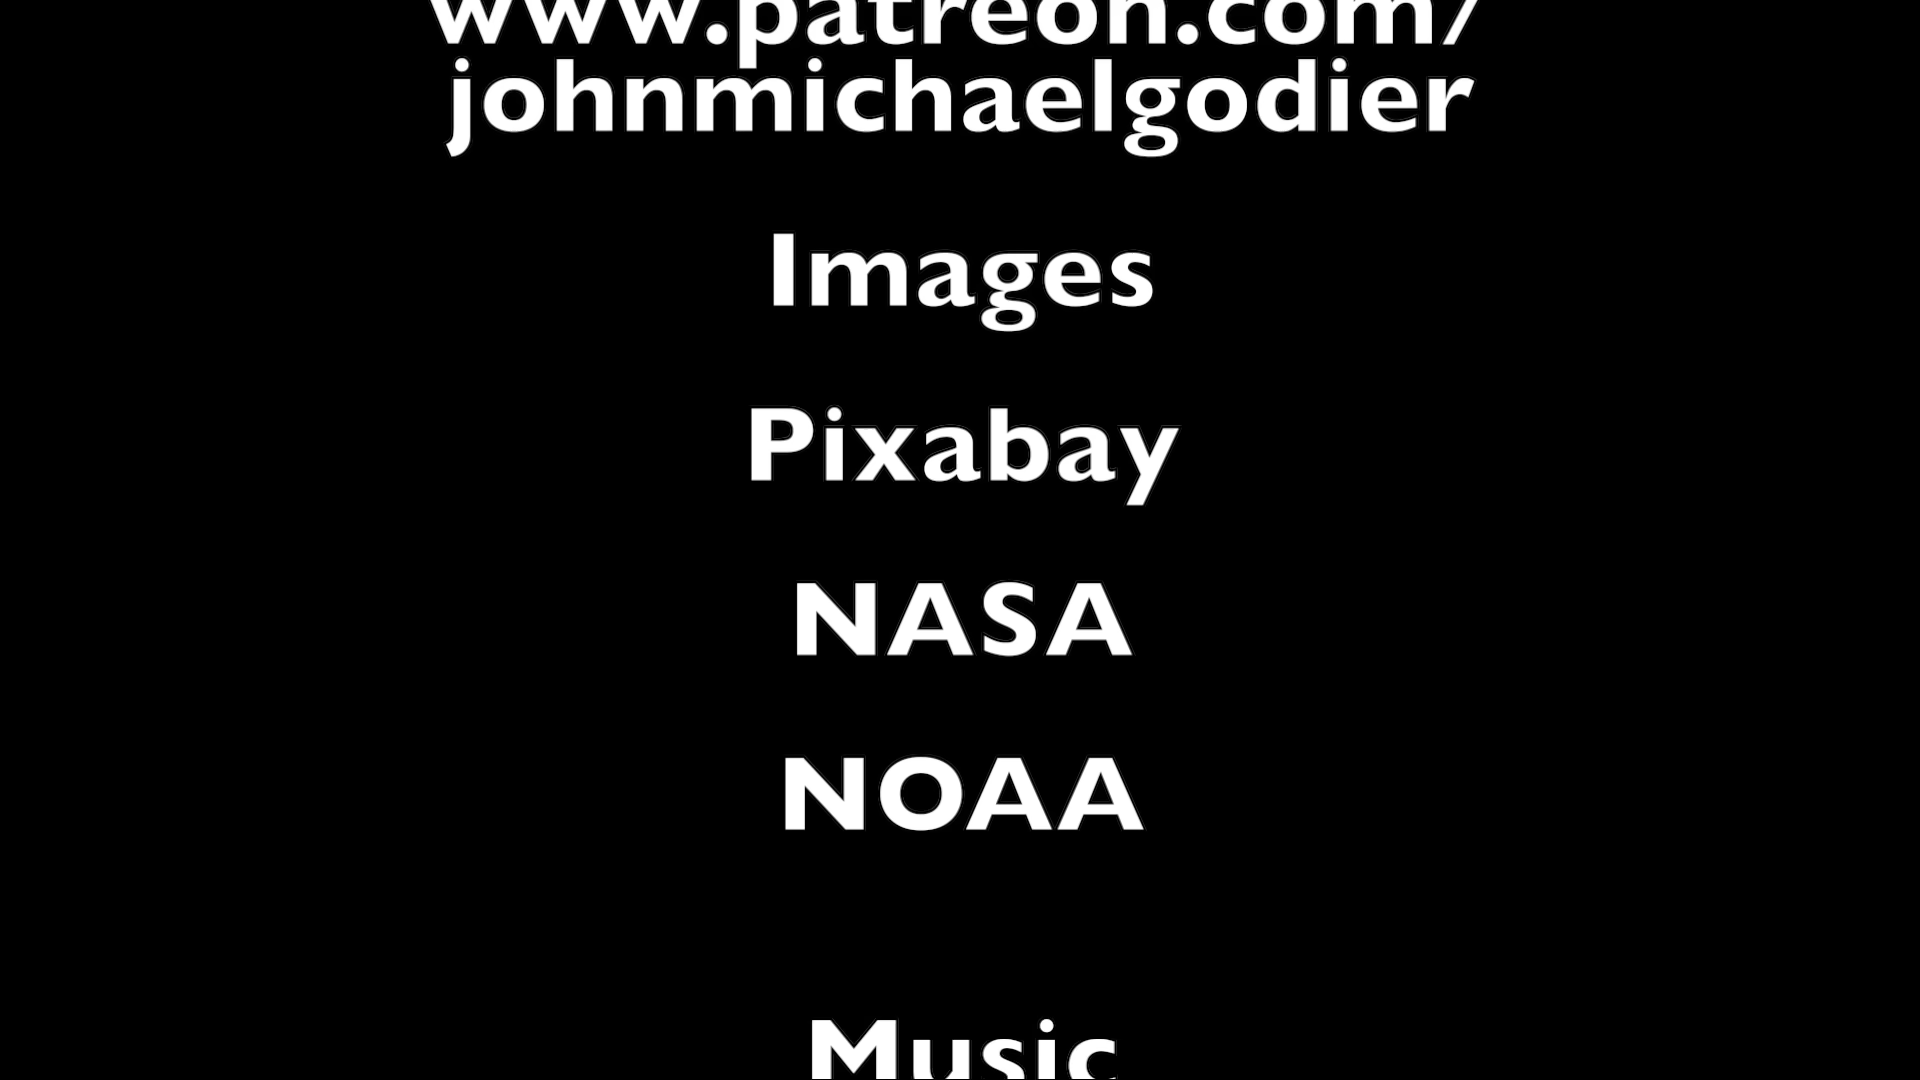 www.patreon.com/
johnmichaelgodier
Images
Pixabay
NASA
NOAA
Music